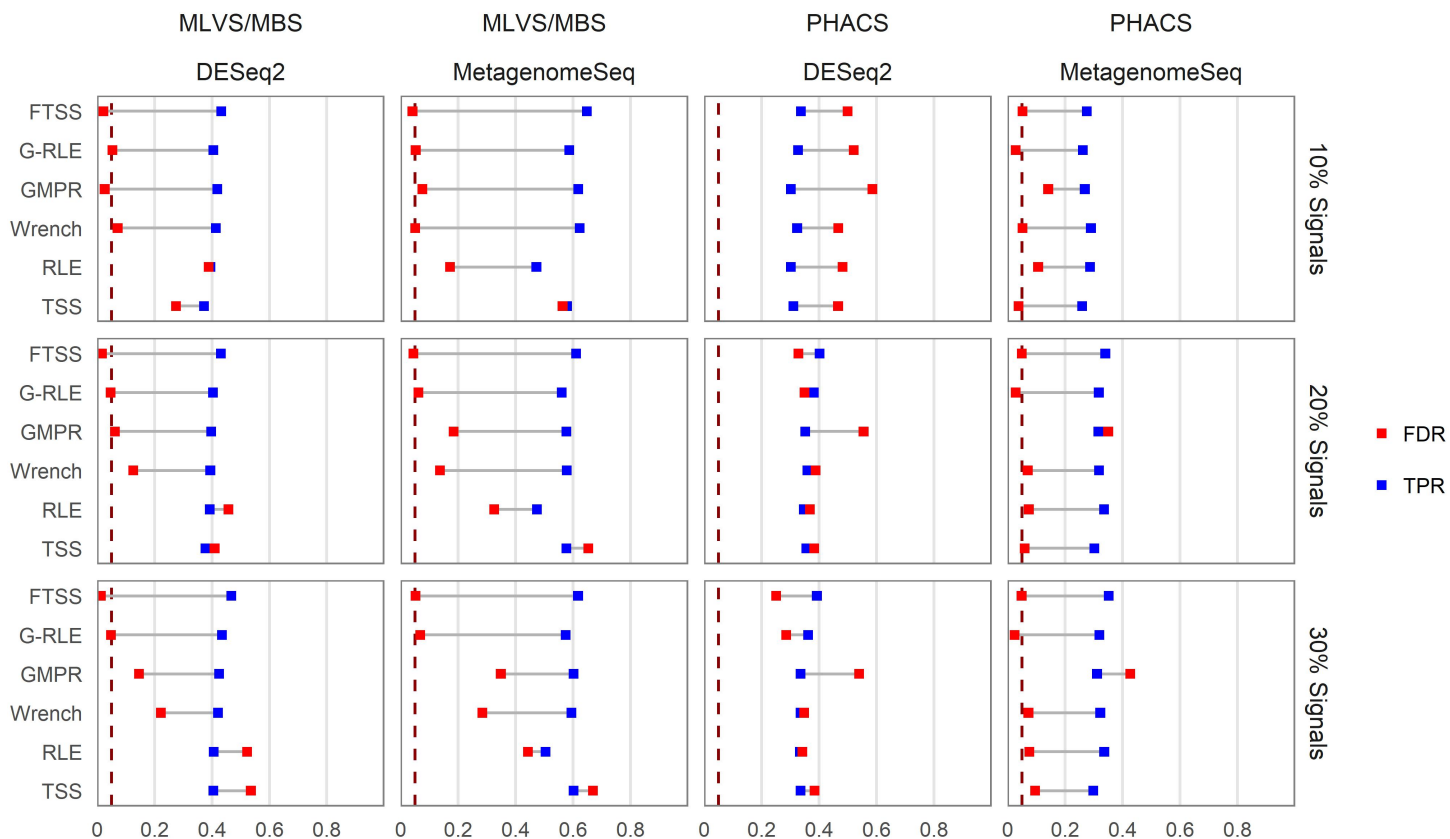 MLVS/MBS MLVS/MBS PHACS PHACS
DESeq2 MetagenomeSeq DESeq2 MetagenomeSeq
FTSS
G-RLE
GMPR
Wrench
RLE
TSS
10% Signals
FTSS
G-RLE
GMPR
Wrench
RLE
TSS
20% Signals
FDR
TPR
FTSS
G-RLE
GMPR
Wrench
RLE
TSS
30% Signals
0 0.2 0.4 0.6 0.8 0 0.2 0.4 0.6 0.8 0 0.2 0.4 0.6 0.8 0 0.2 0.4 0.6 0.8